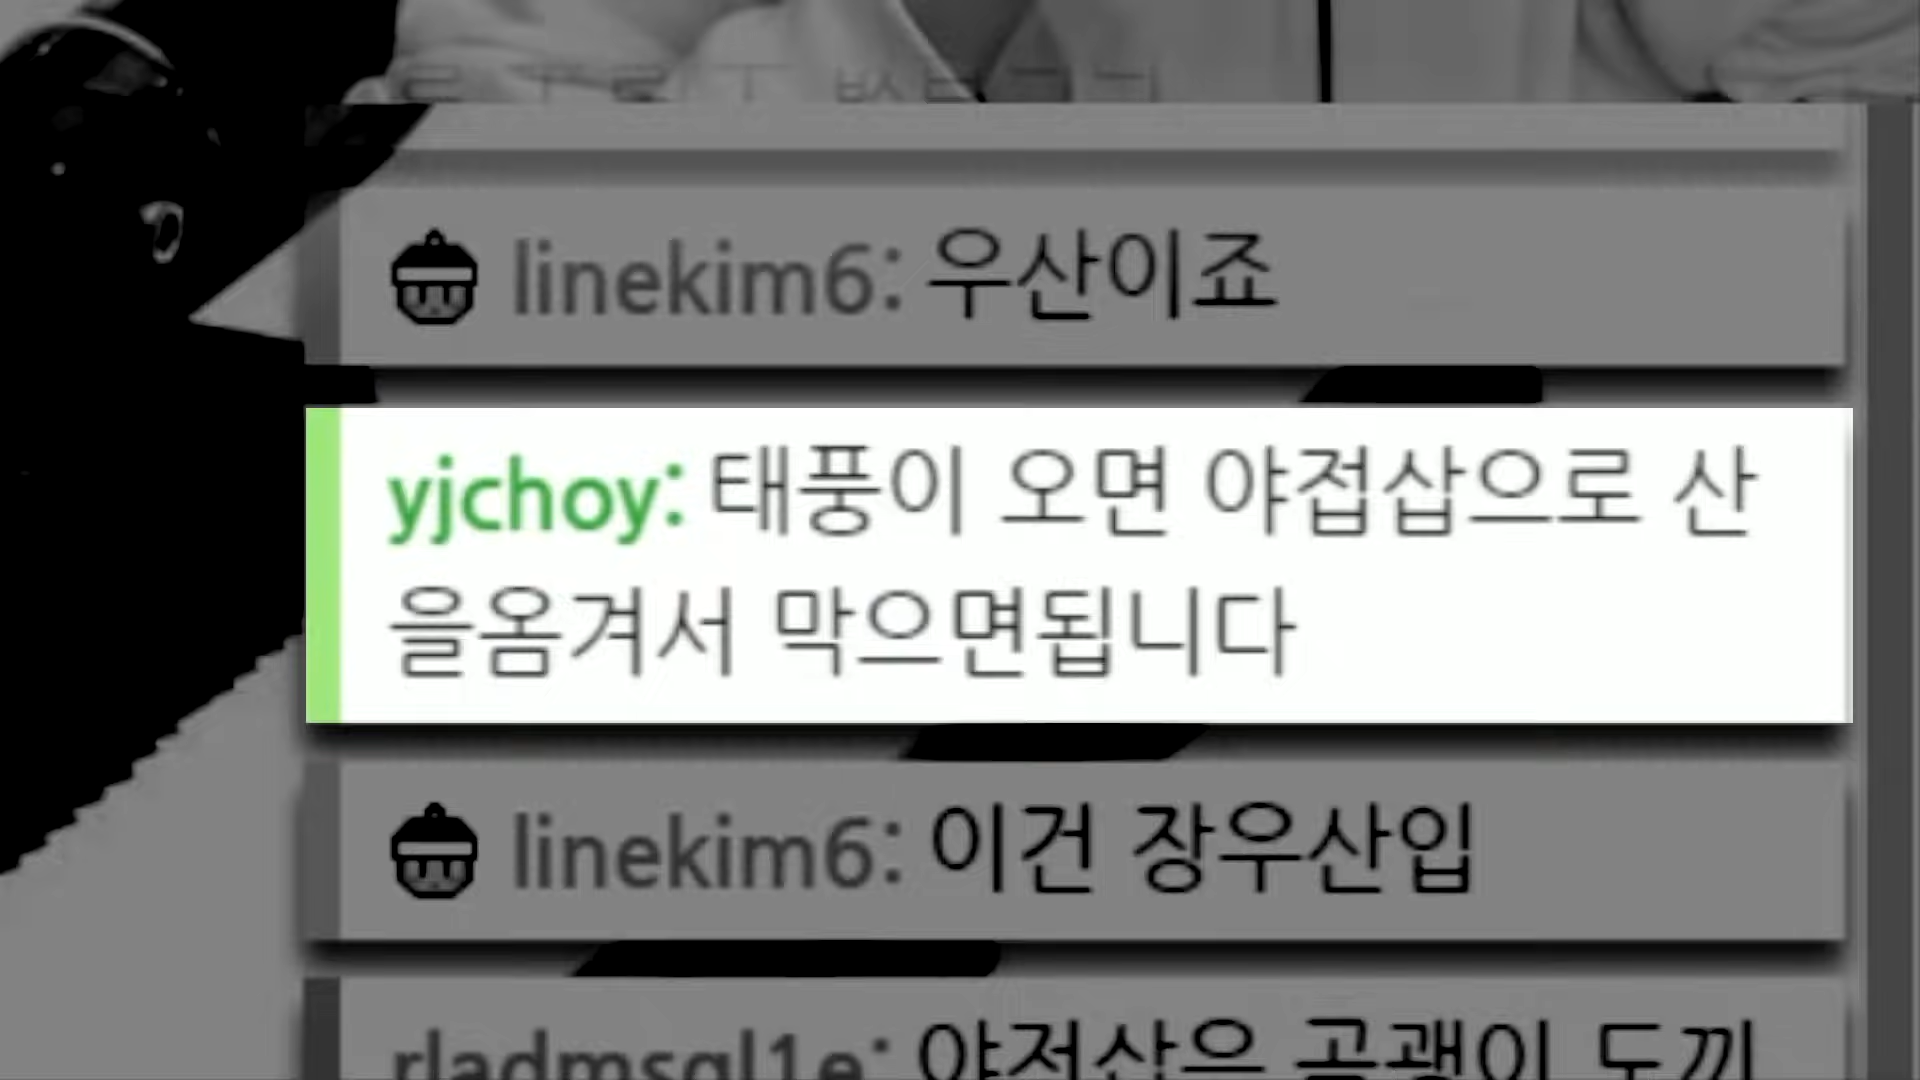 linekim6: 우산이죠
yjchoy: 태풍이 오면 야접삽으로 산
을옴겨서 막으면됩니다
linekim6: 이건 장우산입